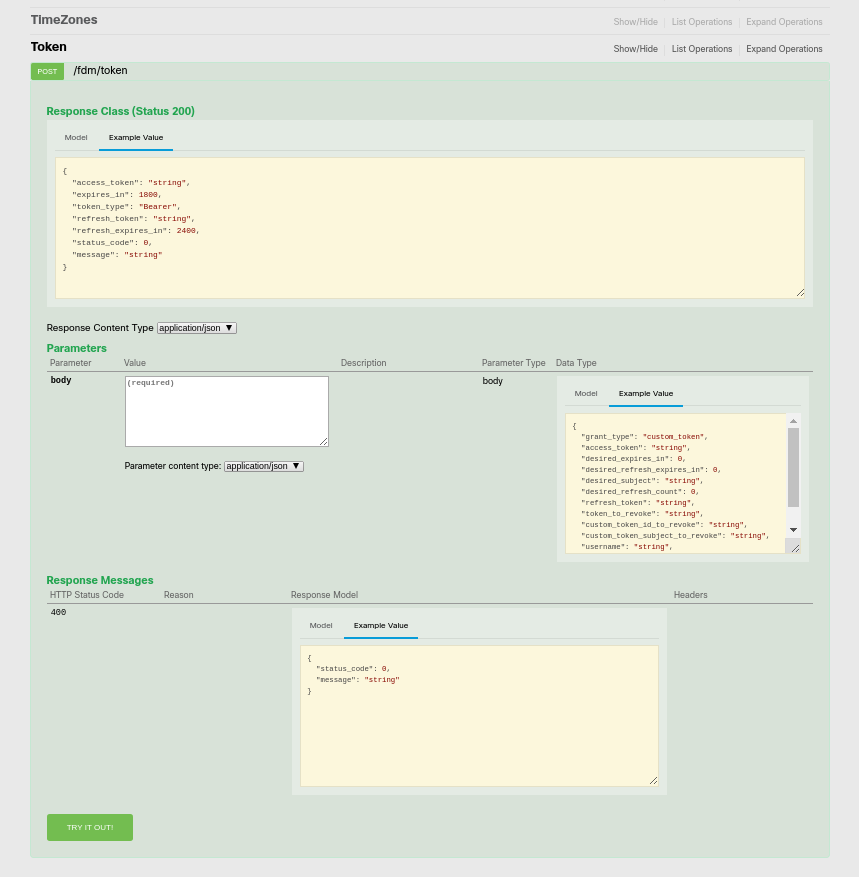 TimeZones Show/Hide List Operations Expand Operations
Token Show/Hide List Operations Expand Operations
POST /fdm/token
Response Class (Status 200)
Model Example Value
{
"access_token": "string",
"expires_in": 1800,
"token_type": "Bearer",
"refresh_token": "string",
"refresh_expires_in": 2400,
"status_code": 0,
"message": "string"
}
Response Content Type application/json
Parameters
Parameter Value Description Parameter Type Data Type
body (required) body
Model Example Value
{
"grant_type": "custom_token",
"access_token": "string",
"desired_expires_in": 0,
"desired_refresh_expires_in": 0,
"desired_subject": "string",
"desired_refresh_count": 0,
"refresh_token": "string",
"token_to_revoke": "string",
"custom_token_id_to_revoke": "string",
"custom_token_subject_to_revoke": "string",
"username": "string",
Parameter content type: application/json
Response Messages
HTTP Status Code Reason Response Model Headers
400
Model Example Value
{
"status_code": 0,
"message": "string"
}
TRY IT OUT!